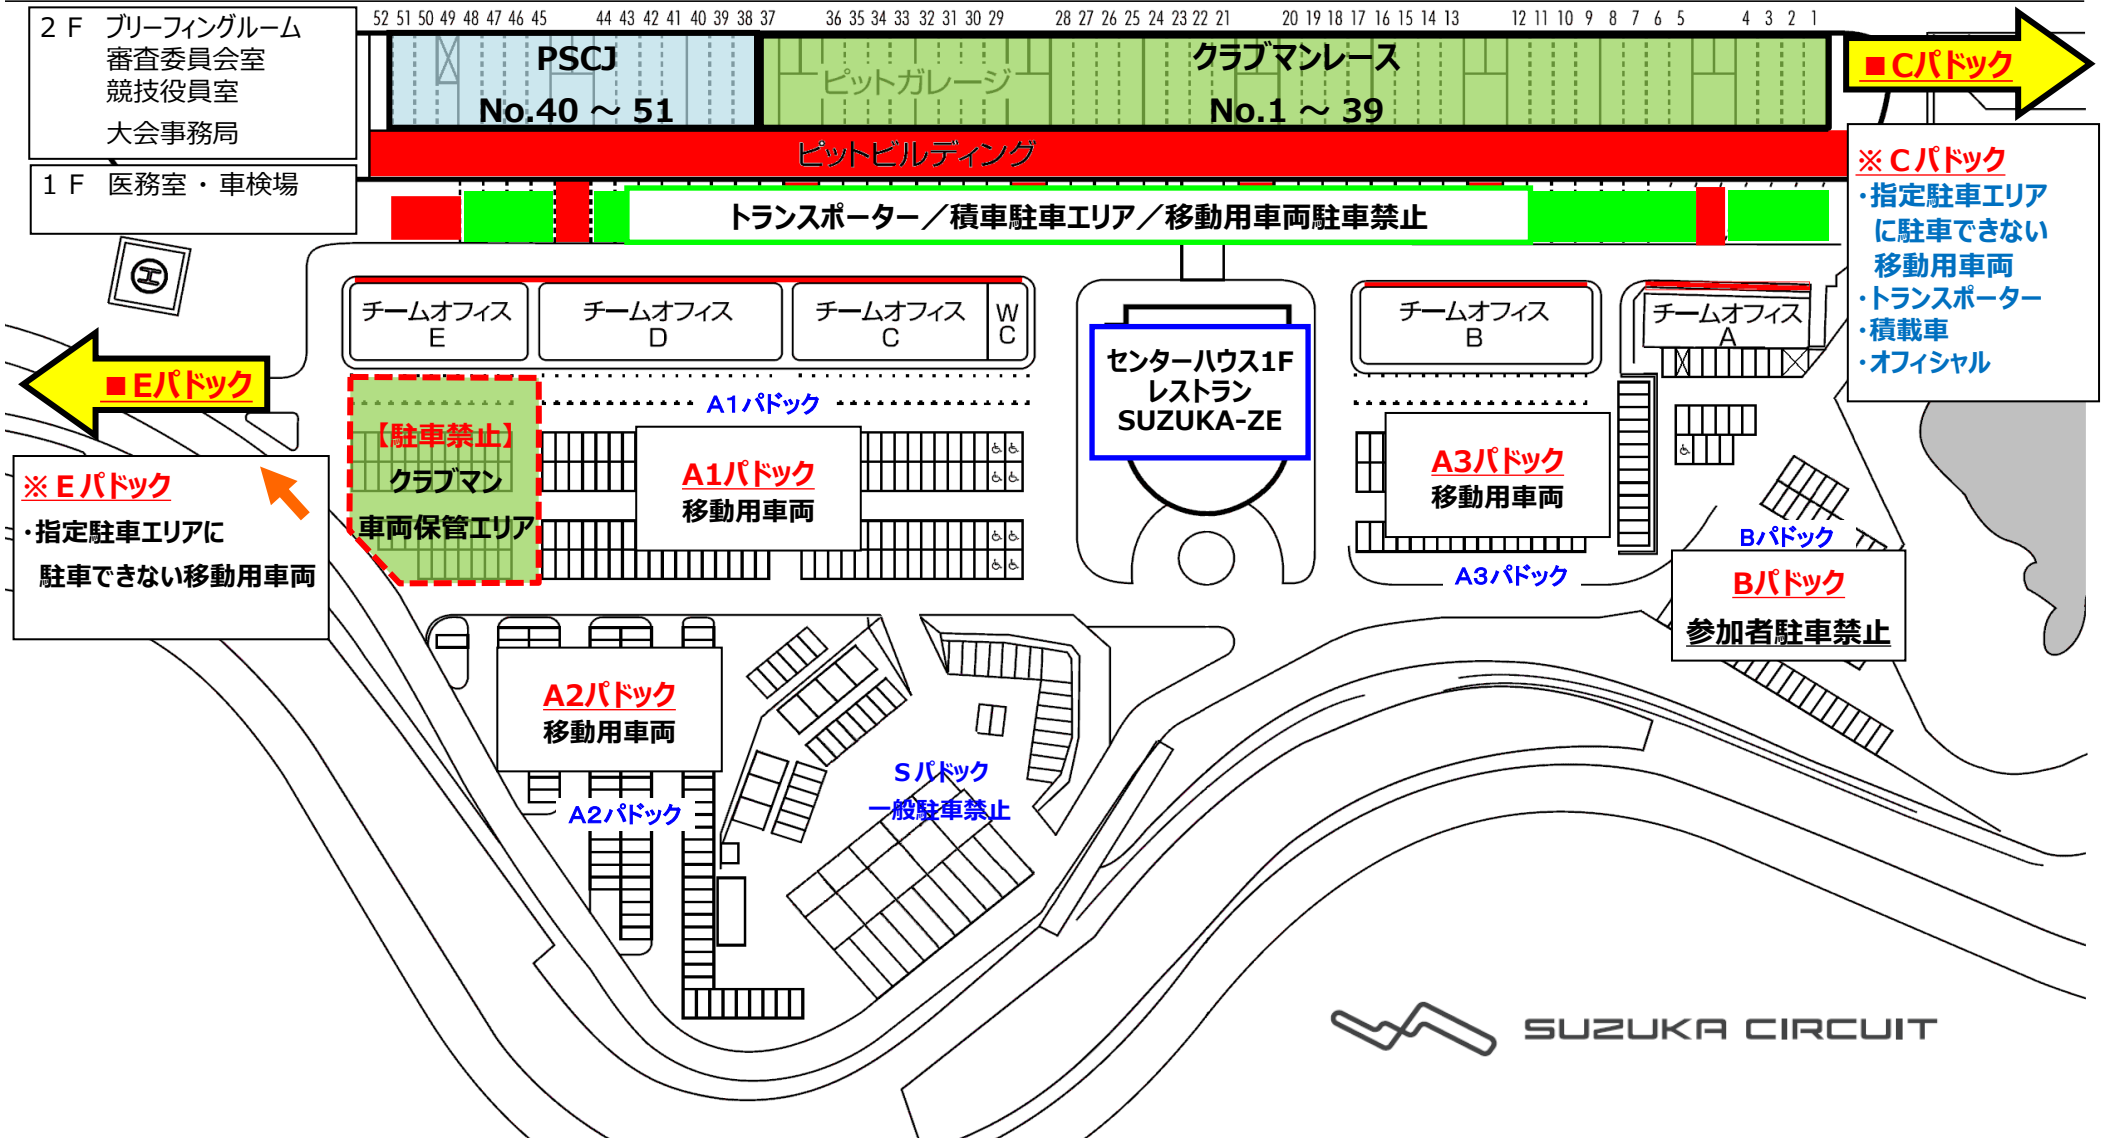 ２Ｆ ブリーフィングルーム
審査委員会室
競技役員室
大会事務局
１Ｆ 医務室・車検場
52 51 50 49 48 47 46 45 44 43 42 41 40 39 38 37 36 35 34 33 32 31 30 29 28 27 26 25 24 23 22 21 20 19 18 17 16 15 14 13 12 11 10 9 8 7 6 5 4 3 2 1
PSCJ
No.40 ～ 51
ピットガレージ
クラブマンレース
No.1 ～ 39
■Cパドック
ピットビルディング
トランスポーター／積車駐車エリア／移動用車両駐車禁止
※Ｃパドック
・指定駐車エリア
に駐車できない
移動用車両
・トランスポーター
・積載車
・オフィシャル
チームオフィス
E
チームオフィス
D
チームオフィス
C
W
C
センターハウス1F
レストラン
SUZUKA-ZE
チームオフィス
B
チームオフィス
A
■Eパドック
※Ｅパドック
・指定駐車エリアに
駐車できない移動用車両
【駐車禁止】
クラブマン
車両保管エリア
A1パドック
A1パドック
移動用車両
A3パドック
移動用車両
A3パドック
Bパドック
Bパドック
参加者駐車禁止
A2パドック
移動用車両
A2パドック
Ｓパドック
一般駐車禁止
SUZUKA CIRCUIT